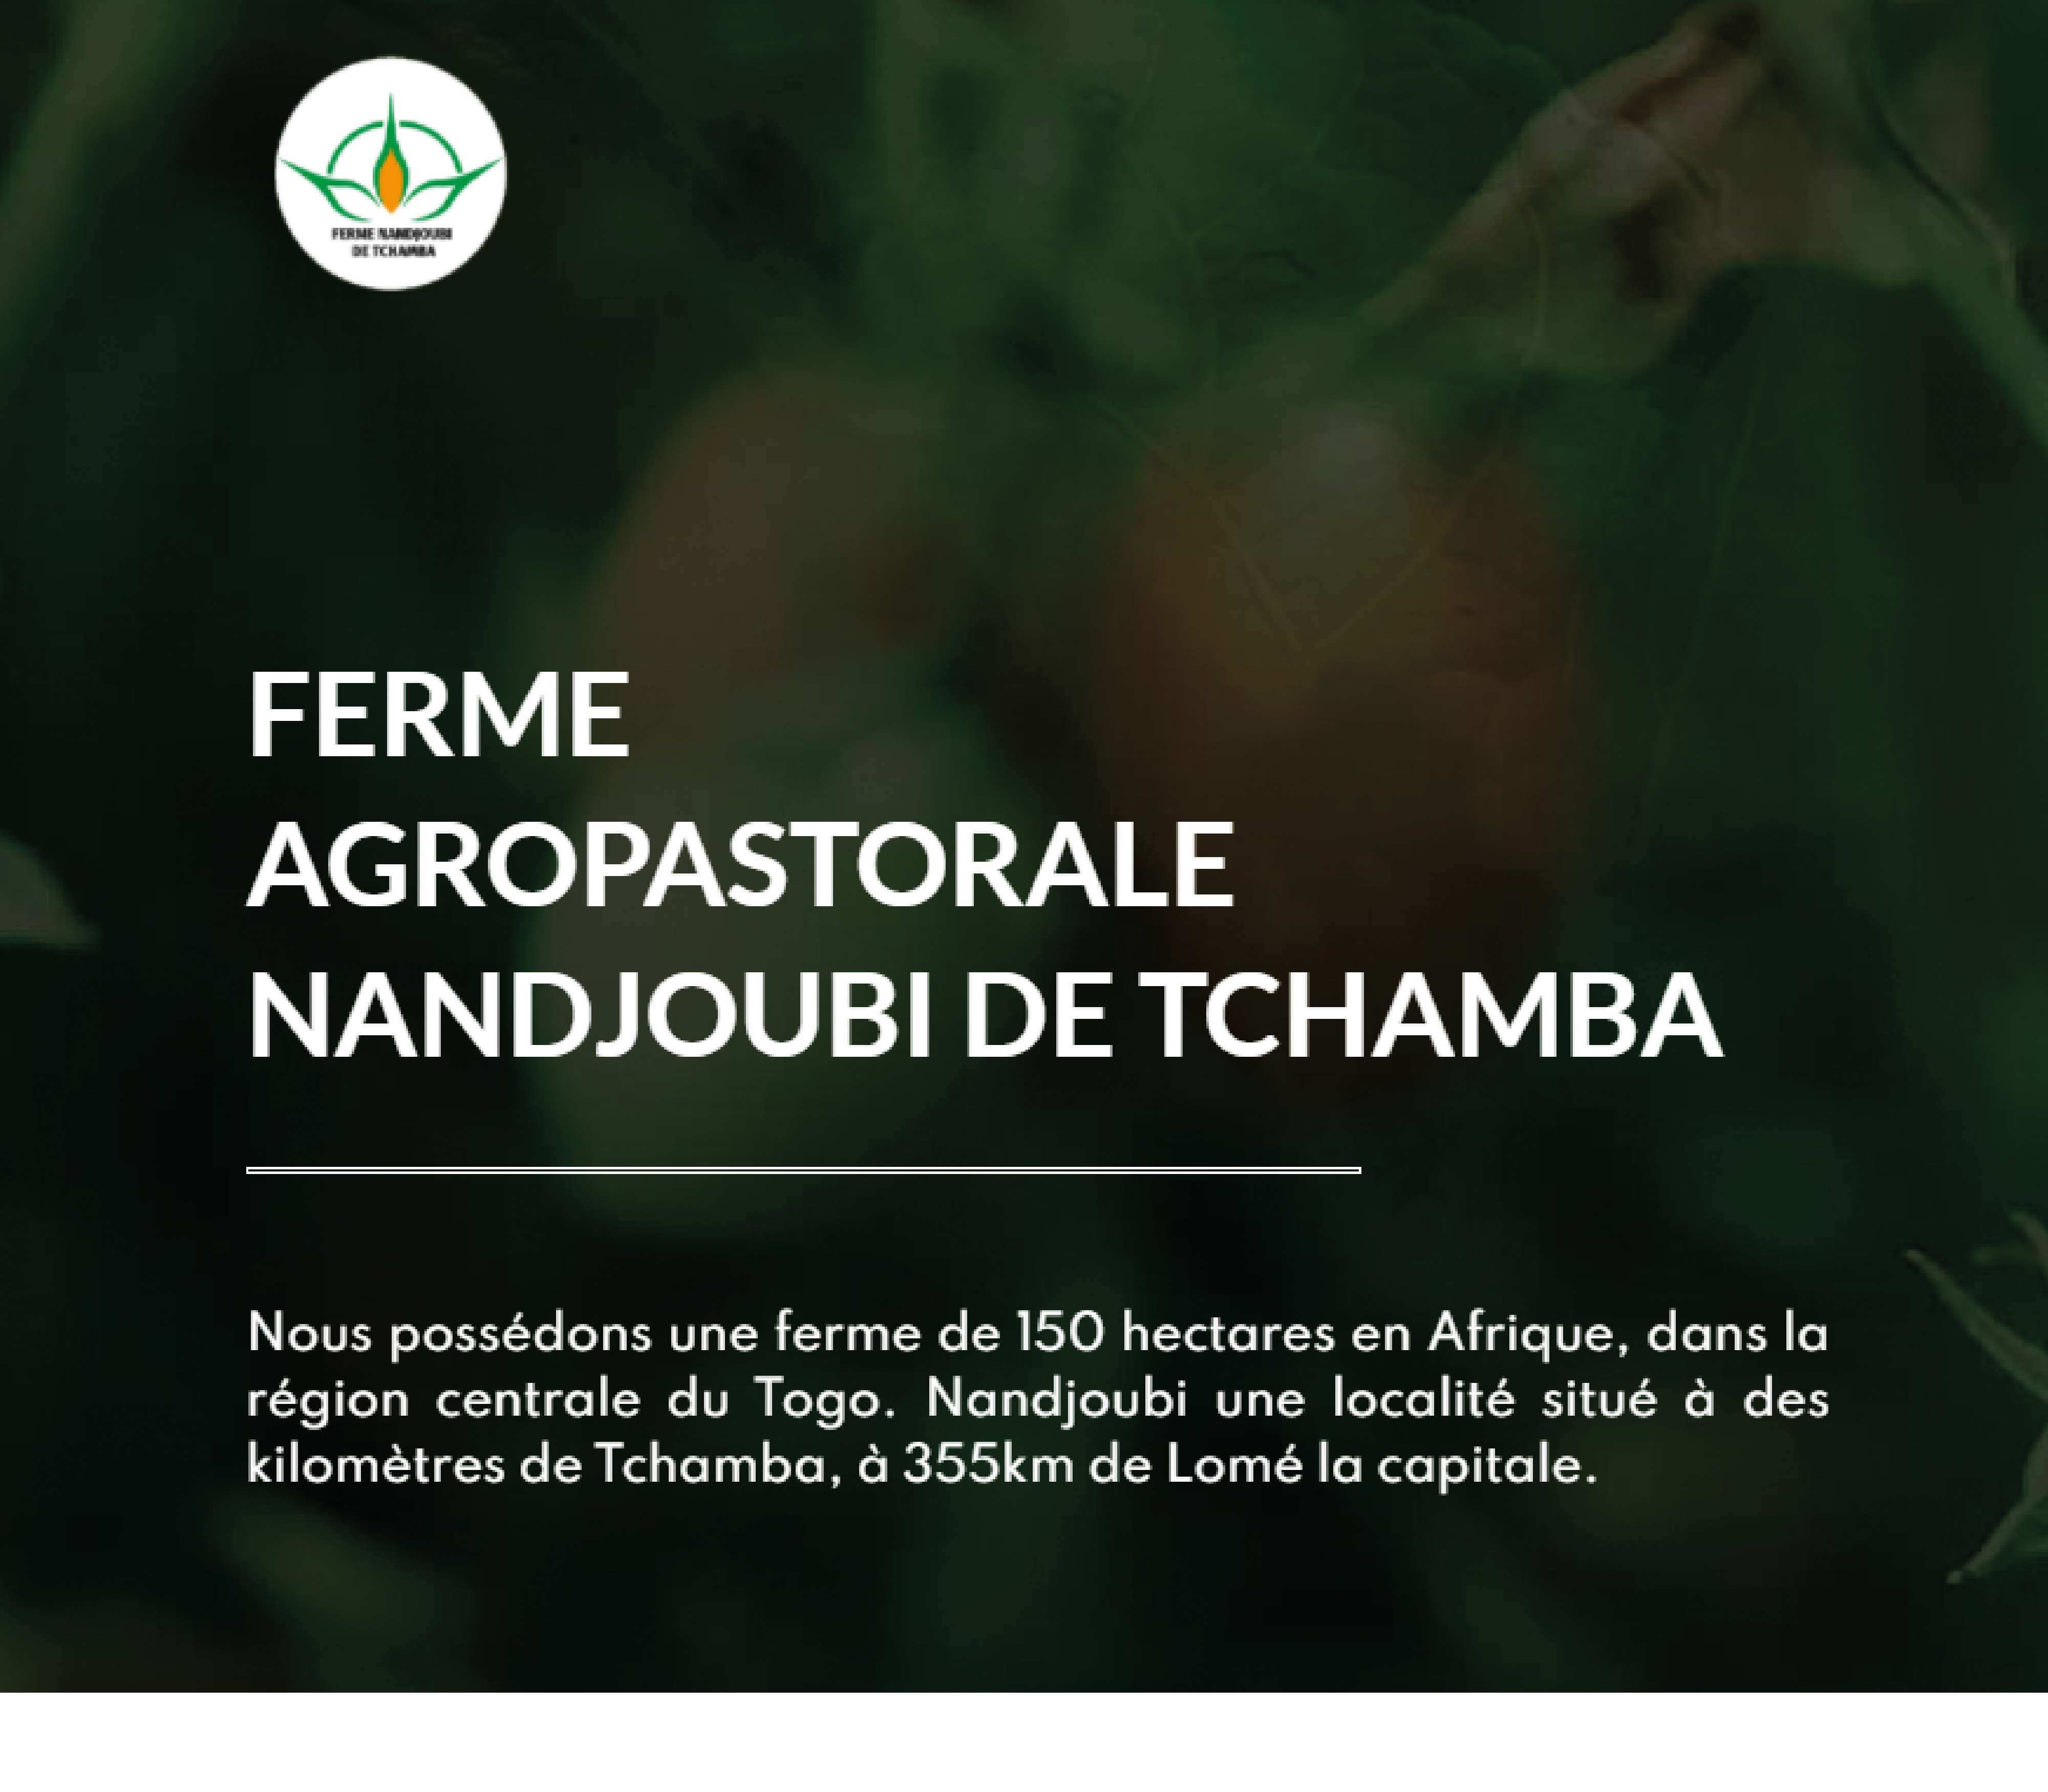 FERME NANDJOUBI
DE TCHAMBA
FERME
AGROPASTORALE
NANDJOUBI DE TCHAMBA
Nous possédons une ferme de 150 hectares en Afrique, dans la
région centrale du Togo. Nandjoubi une localité situé à des
kilomètres de Tchamba, à 355km de Lomé la capitale.